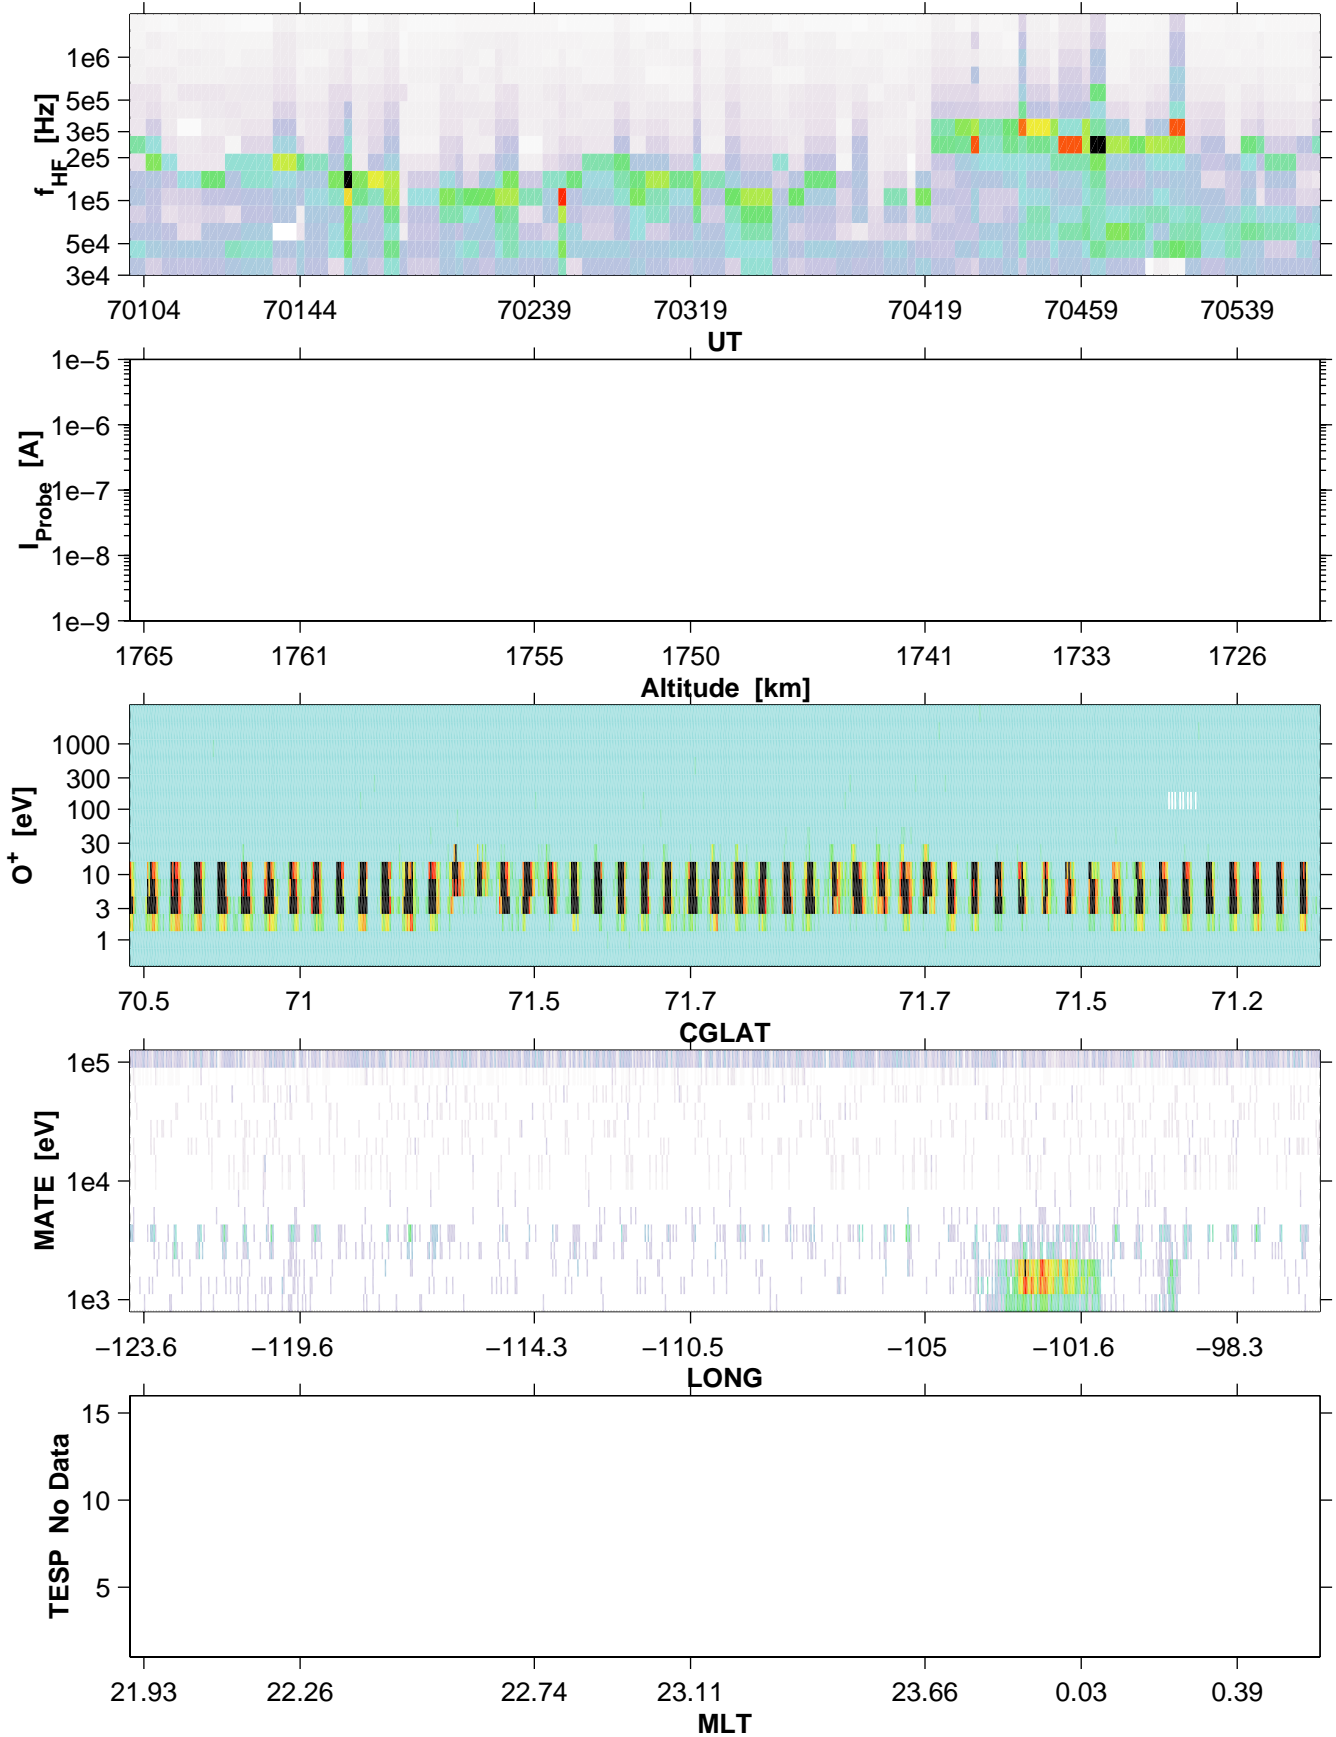 1e6
5e5
3e5
2e5
1e5
5e4
3e4
f_HF [Hz]
70104 70144 70239 70319 70419 70459 70539
UT
1e−5
1e−6
1e−7
1e−8
1e−9
I_Probe [A]
1765 1761 1755 1750 1741 1733 1726
Altitude [km]
1000
300
100
30
10
3
1
O⁺ [eV]
70.5 71 71.5 71.7 71.7 71.5 71.2
CGLAT
1e5
1e4
1e3
MATE [eV]
−123.6 −119.6 −114.3 −110.5 −105 −101.6 −98.3
LONG
15
10
5
TESP No Data
21.93 22.26 22.74 23.11 23.66 0.03 0.39
MLT